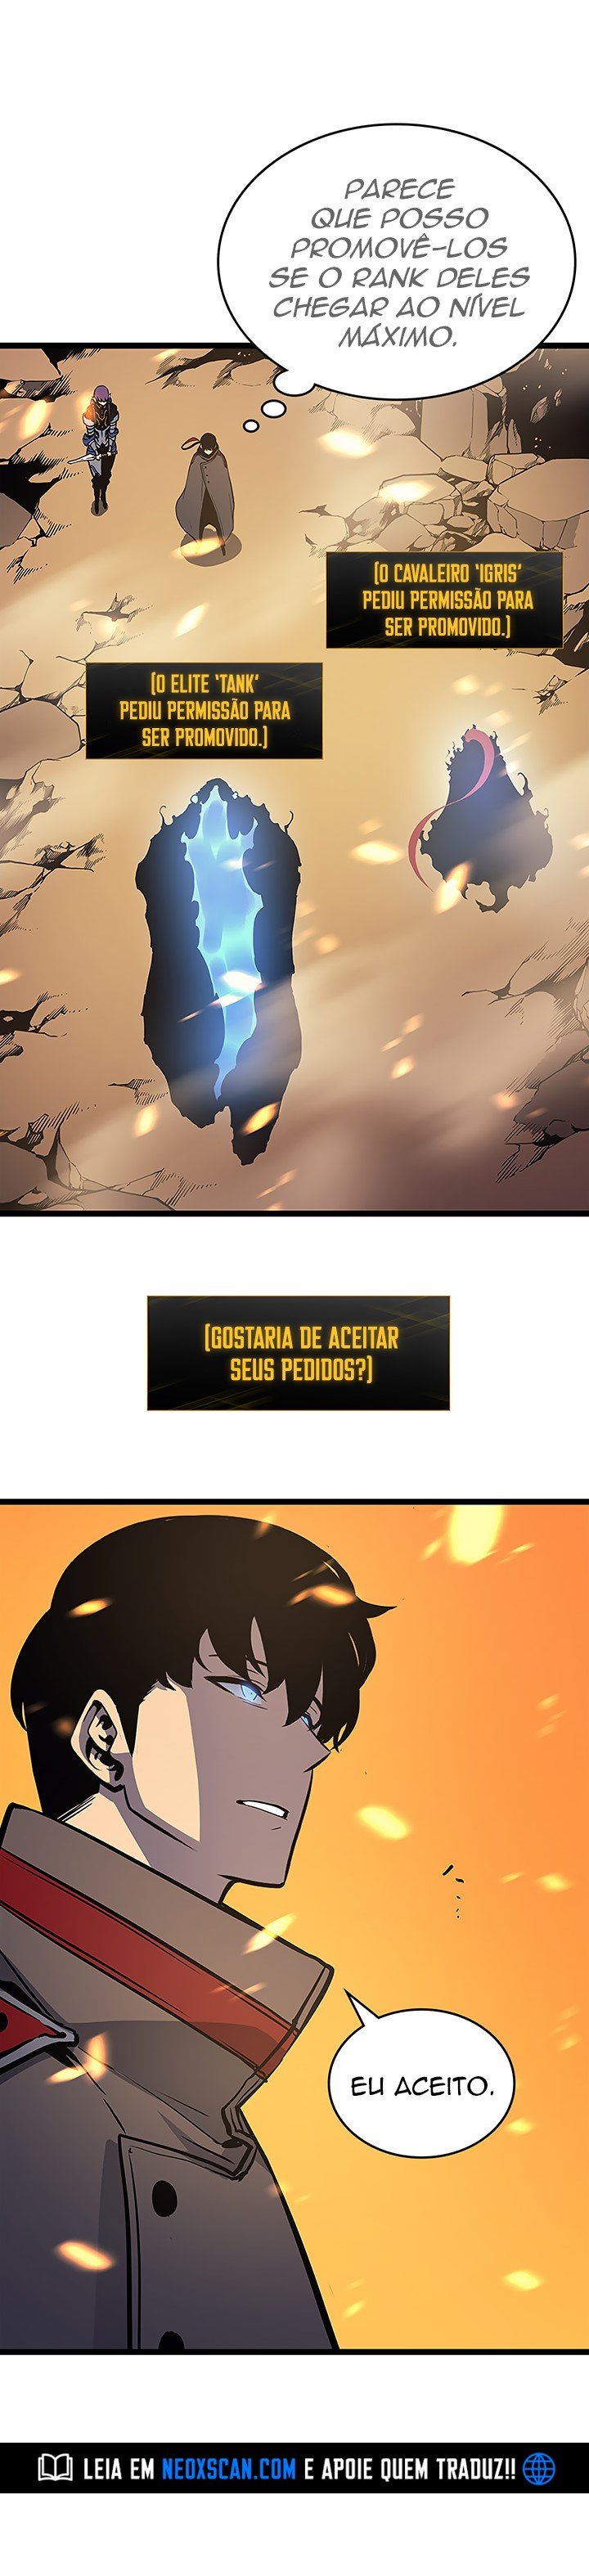 PARECE
QUE POSSO
PROMOVÊ-LOS
SE O RANK DELES
CHEGAR AO NÍVEL
MÁXIMO.
(O CAVALEIRO 'IGRIS'
PEDIU PERMISSÃO PARA
SER PROMOVIDO.)
(O ELITE 'TANK'
PEDIU PERMISSÃO PARA
SER PROMOVIDO.)
(GOSTARIA DE ACEITAR
SEUS PEDIDOS?)
EU ACEITO.
LEIA EM NEOXSCAN.COM E APOIE QUEM TRADUZ!!